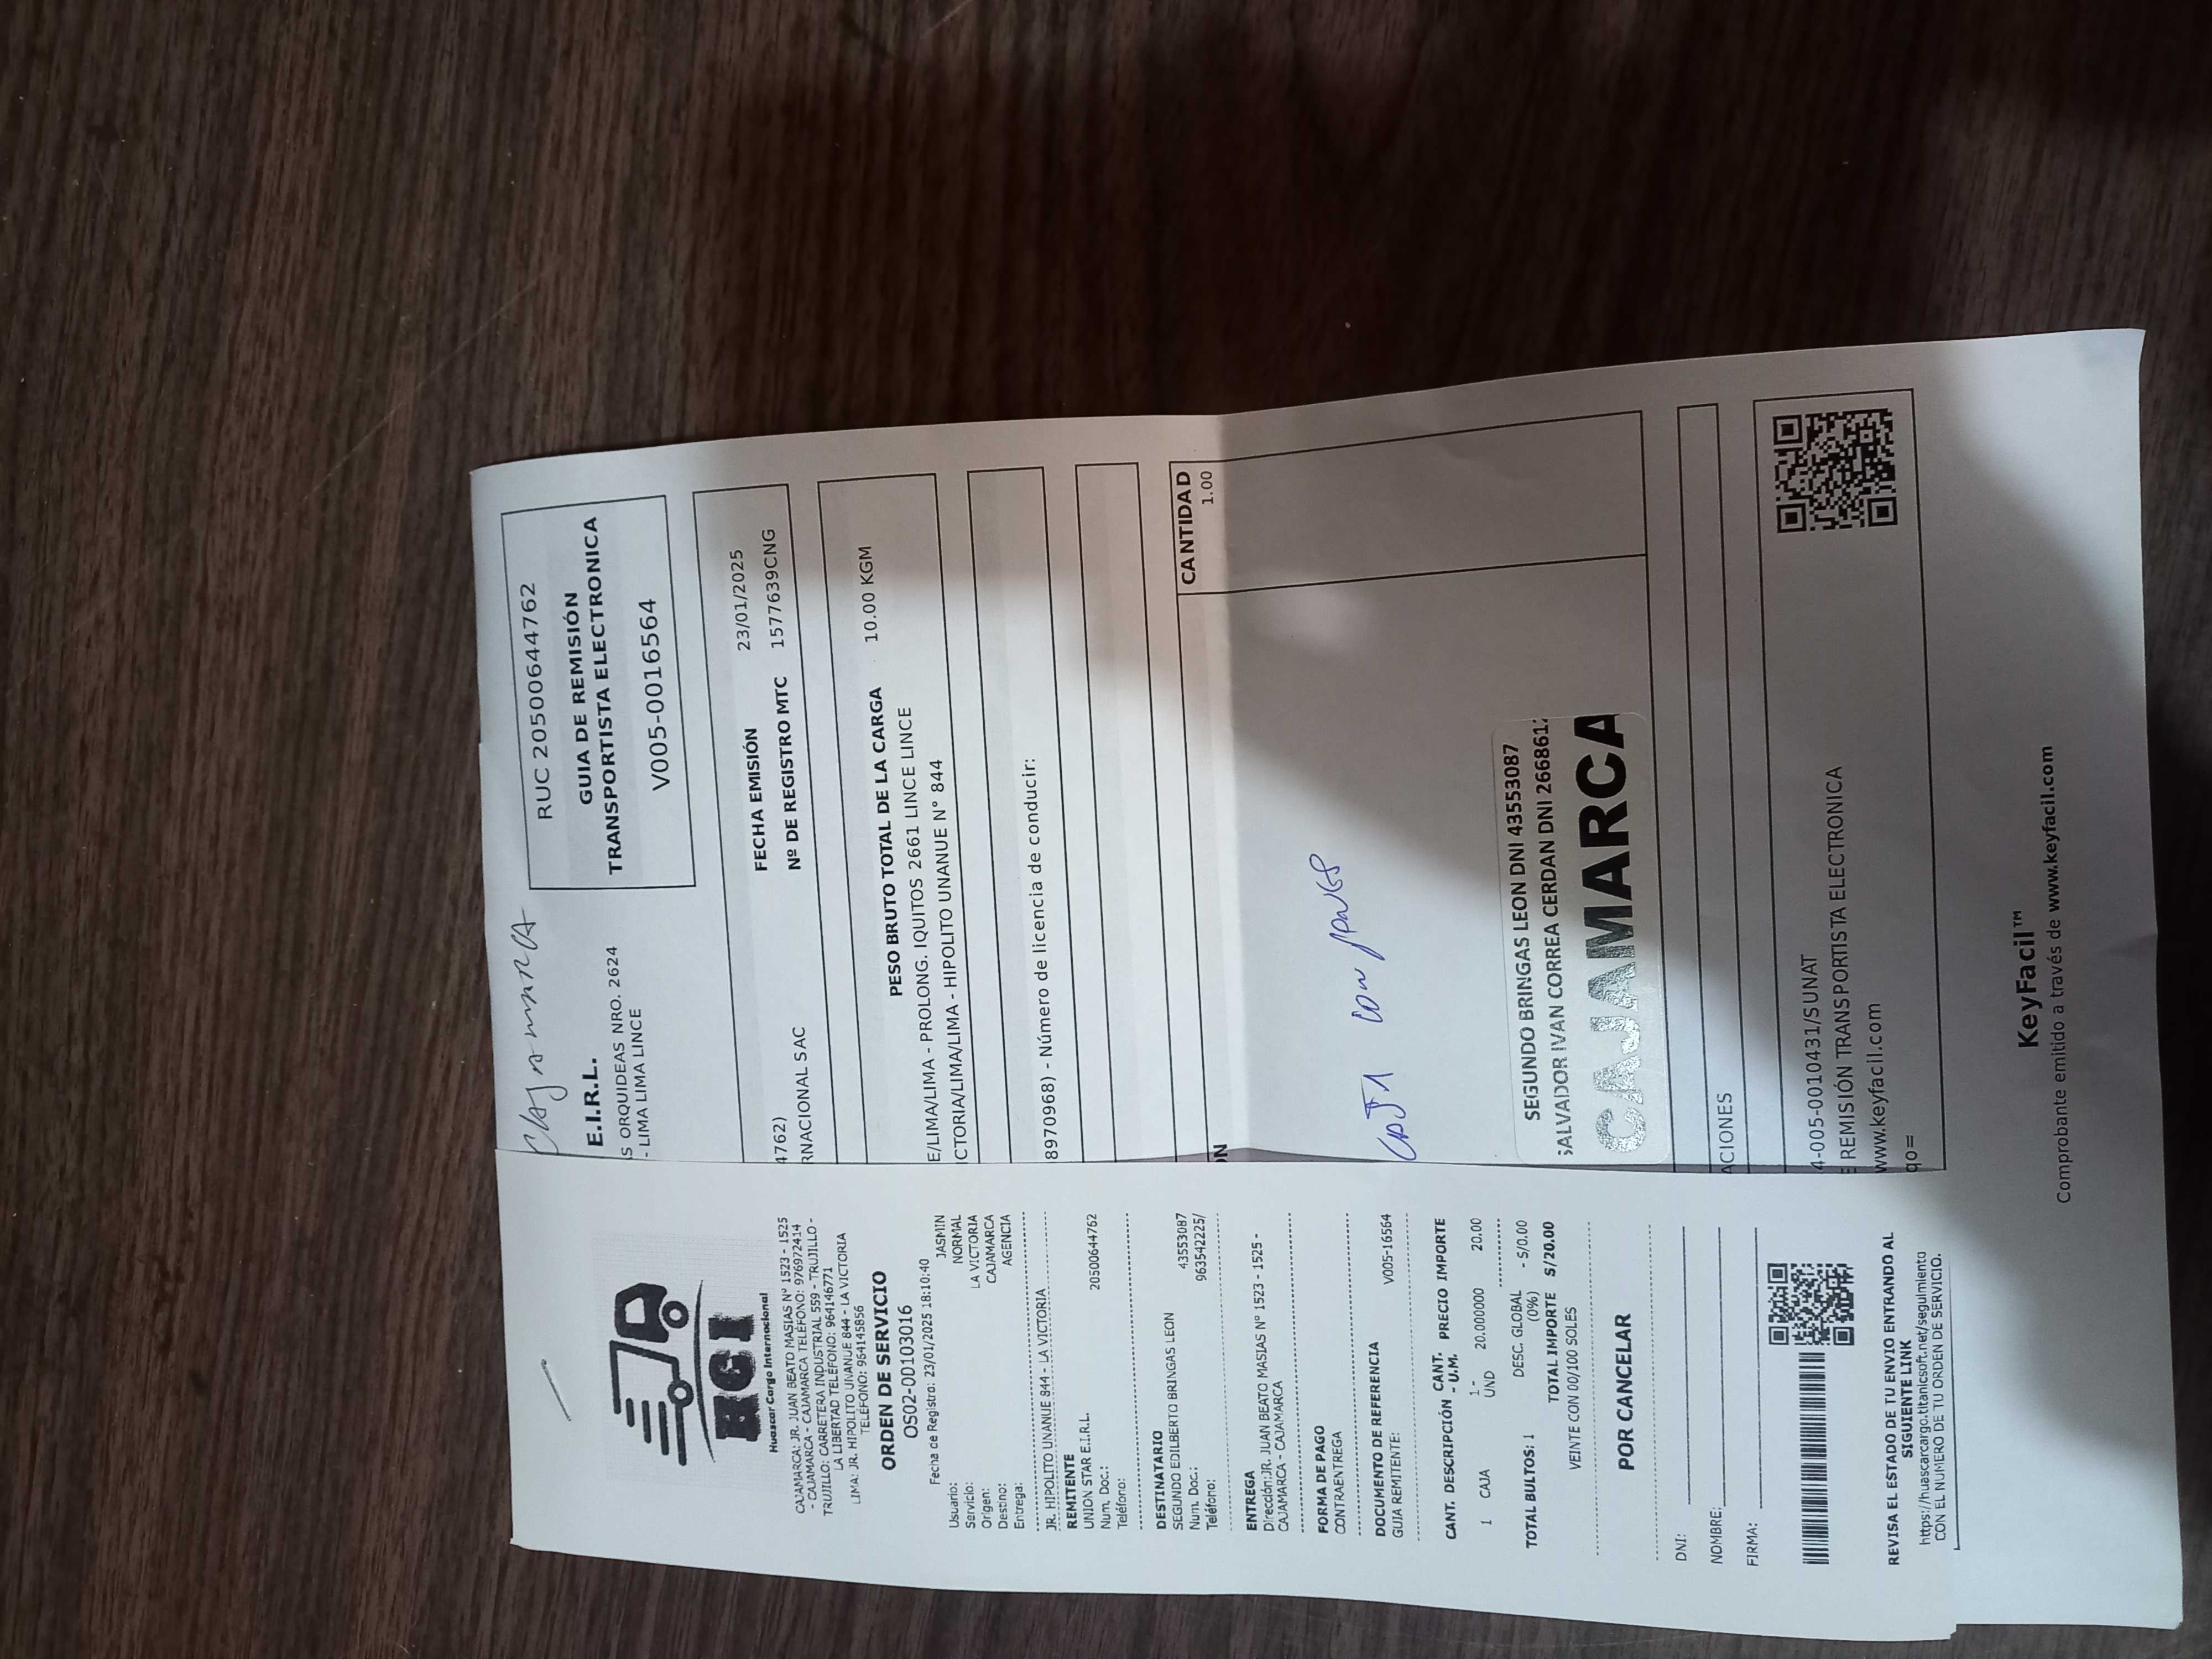 HCI
Huascar Cargo Internacional
CAJAMARCA: JR. JUAN BEATO MASIAS Nº 1523 - 1525
- CAJAMARCA - CAJAMARCA TELÉFONO: 976972414
TRUJILLO: CARRETERA INDUSTRIAL 559 - TRUJILLO -
LA LIBERTAD TELÉFONO: 964146771
LIMA: JR. HIPOLITO UNANUE 844 - LA VICTORIA
TELÉFONO: 964145856
ORDEN DE SERVICIO
OS02-00103016
Fecha de Registro: 23/01/2025 18:10:40
Usuario: JASMIN
Servicio: NORMAL
Origen: LA VICTORIA
Destino: CAJAMARCA
Entrega: AGENCIA
JR. HIPOLITO UNANUE 844 - LA VICTORIA
REMITENTE
UNION STAR E.I.R.L.
Num. Doc.: 20500644762
Teléfono:
DESTINATARIO
SEGUNDO EDILBERTO BRINGAS LEON
Num. Doc.: 43553087
Teléfono: 963542225/
ENTREGA
Dirección:JR. JUAN BEATO MASIAS Nº 1523 - 1525 -
CAJAMARCA - CAJAMARCA
FORMA DE PAGO
CONTRAENTREGA
DOCUMENTO DE REFERENCIA
GUIA REMITENTE: V005-16564
CANT. DESCRIPCIÓN CANT. PRECIO IMPORTE
- U.M.
1 CAJA 1- 20.000000 20.00
UND
DESC. GLOBAL - S/0.00
(0%)
TOTAL BULTOS: 1 TOTAL IMPORTE S/20.00
VEINTE CON 00/100 SOLES
POR CANCELAR
DNI:
NOMBRE:
FIRMA:
REVISA EL ESTADO DE TU ENVIO ENTRANDO AL
SIGUIENTE LINK
https://huascarcargo.titanicsoft.net/seguimiento
CON EL NUMERO DE TU ORDEN DE SERVICIO.
Cajamarca
E.I.R.L.
S ORQUIDEAS NRO. 2624
- LIMA LIMA LINCE
RUC 20500644762
GUIA DE REMISIÓN
TRANSPORTISTA ELECTRONICA
V005-0016564
FECHA EMISIÓN 23/01/2025
4762)
RNACIONAL SAC Nº DE REGISTRO MTC 1577639CNG
PESO BRUTO TOTAL DE LA CARGA 10.00 KGM
E/LIMA/LIMA - PROLONG. IQUITOS 2661 LINCE LINCE
CTORIA/LIMA/LIMA - HIPOLITO UNANUE N° 844
8970968) - Número de licencia de conducir:
ON CANTIDAD
1.00
con
SEGUNDO BRINGAS LEON DNI 43553087
SALVADOR IVAN CORREA CERDAN DNI 2668612
CAJAMARCA
ACIONES
4-005-0010431/SUNAT
E REMISIÓN TRANSPORTISTA ELECTRONICA
www.keyfacil.com
qo=
KeyFacil™
Comprobante emitido a través de www.keyfacil.com